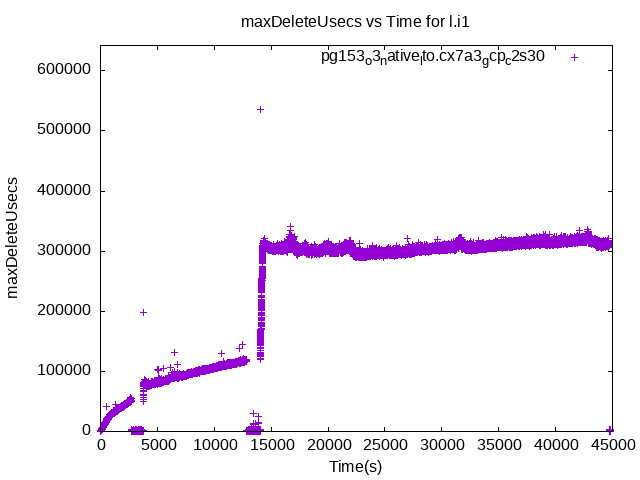 maxDeleteUsecs vs Time for l.i1
pg153_o3_native_lto.cx7a3_gcp_c2s30
600000
500000
400000
300000
200000
100000
0
maxDeleteUsecs
0 5000 10000 15000 20000 25000 30000 35000 40000 45000
Time(s)